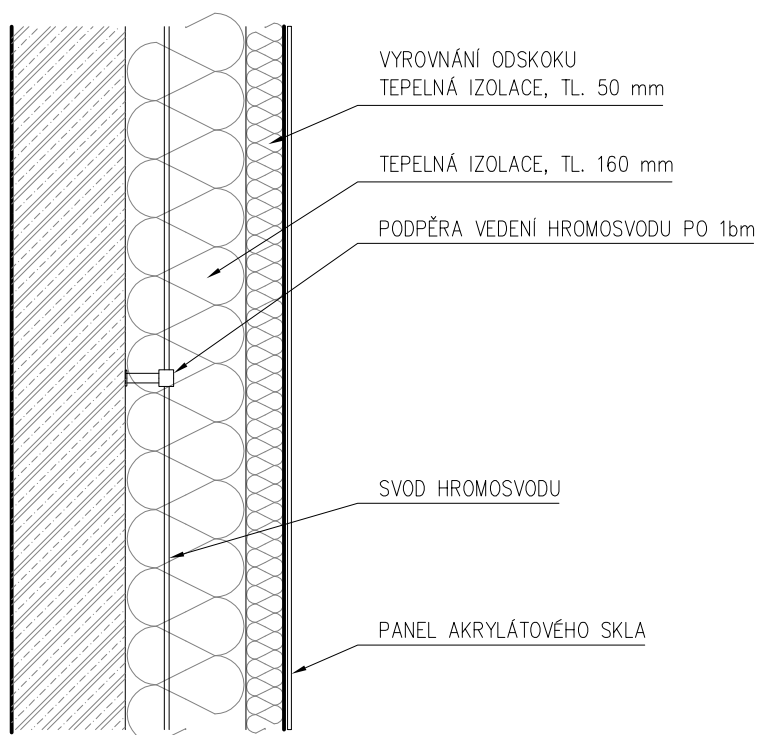 VYROVNÁNÍ ODSKOKU
TEPELNÁ IZOLACE, TL. 50 mm
TEPELNÁ IZOLACE, TL. 160 mm
PODPĚRA VEDENÍ HROMOSVODU PO 1bm
SVOD HROMOSVODU
PANEL AKRYLÁTOVÉHO SKLA